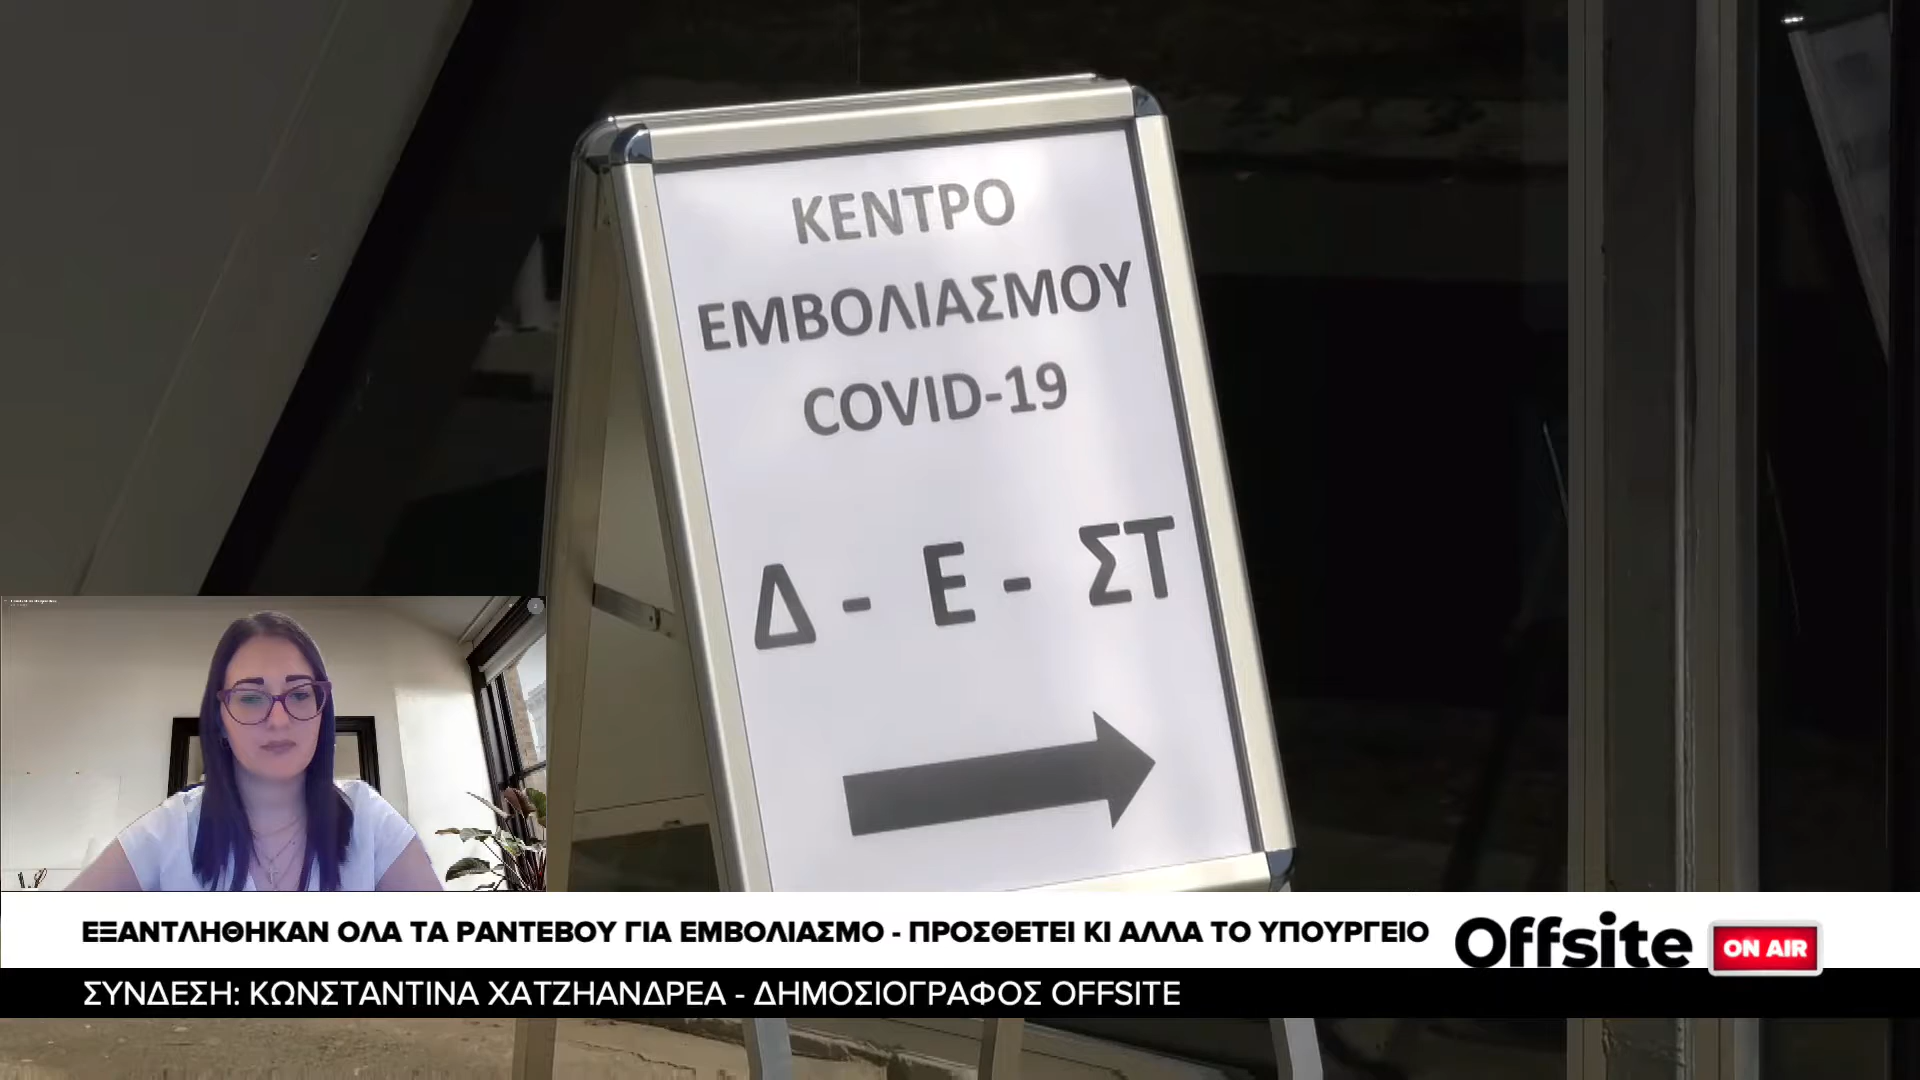 ΚΕΝΤΡΟ
ΕΜΒΟΛΙΑΣΜΟΥ
COVID-19
Δ - Ε - ΣΤ
ΕΞΑΝΤΛΗΘΗΚΑΝ ΟΛΑ ΤΑ ΡΑΝΤΕΒΟΥ ΓΙΑ ΕΜΒΟΛΙΑΣΜΟ - ΠΡΟΣΘΕΤΕΙ ΚΙ ΑΛΛΑ ΤΟ ΥΠΟΥΡΓΕΙΟ
Offsite ON AIR
ΣΥΝΔΕΣΗ: ΚΩΝΣΤΑΝΤΙΝΑ ΧΑΤΖΗΑΝΔΡΕΑ - ΔΗΜΟΣΙΟΓΡΑΦΟΣ OFFSITE